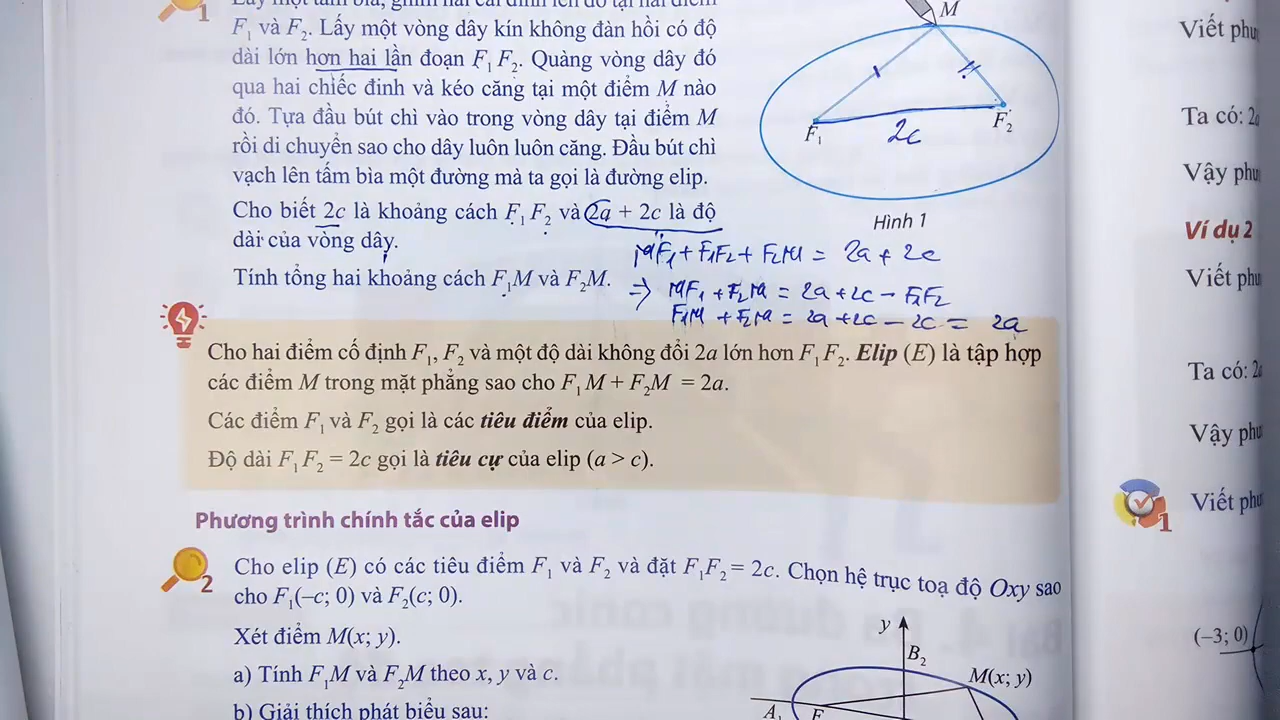 1
F₁ và F₂. Lấy một vòng dây kín không đàn hồi có độ
dài lớn hơn hai lần đoạn F₁F₂. Quàng vòng dây đó
qua hai chiếc đinh và kéo căng tại một điểm M nào
đó. Tựa đầu bút chì vào trong vòng dây tại điểm M
rồi di chuyển sao cho dây luôn luôn căng. Đầu bút chì
vạch lên tấm bìa một đường mà ta gọi là đường elip.
Cho biết 2c là khoảng cách F₁F₂ và 2a + 2c là độ
dài của vòng dây.
Tính tổng hai khoảng cách F₁M và F₂M.
M
F₁
F₂
2c
Hình 1
MF₁ + F₁F₂ + F₂M = 2a + 2c
=> MF₁ + F₂M = 2a + 2c - F₁F₂
F₁M + F₂M = 2a + 2c - 2c = 2a
Cho hai điểm cố định F₁, F₂ và một độ dài không đổi 2a lớn hơn F₁F₂. Elip (E) là tập hợp
các điểm M trong mặt phẳng sao cho F₁M + F₂M = 2a.
Các điểm F₁ và F₂ gọi là các tiêu điểm của elip.
Độ dài F₁F₂ = 2c gọi là tiêu cự của elip (a > c).
Phương trình chính tắc của elip
2
Cho elip (E) có các tiêu điểm F₁ và F₂ và đặt F₁F₂ = 2c. Chọn hệ trục toạ độ Oxy sao
cho F₁(–c; 0) và F₂(c; 0).
Xét điểm M(x; y).
a) Tính F₁M và F₂M theo x, y và c.
b) Giải thích phát biểu sau:
y
B₂
M(x; y)
A₁
Viết
Ta có: 2a
Vậy
Ví dụ 2
Viết
Ta có: 2a
Vậy
1
Viết
(–3; 0)